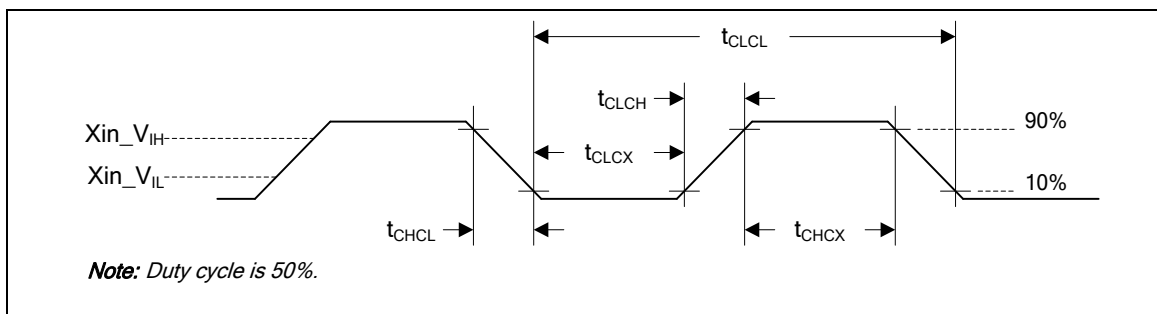 tCLCL
tCLCH
Xin_VIH
90%
tCLCX
Xin_VIL
10%
tCHCL
tCHCX
Note: Duty cycle is 50%.